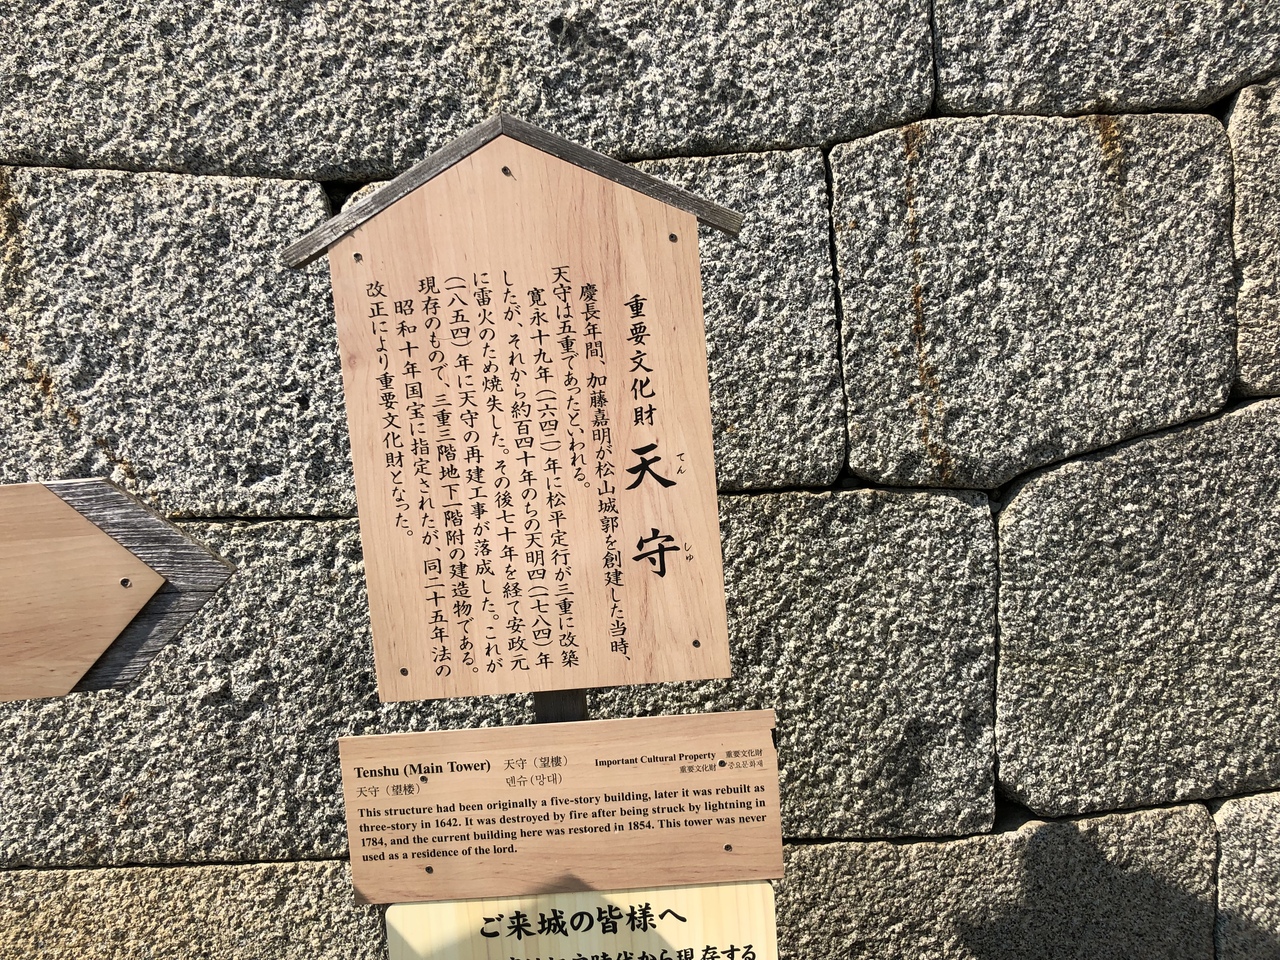 重要文化財 天守
てんしゅ
慶長年間、加藤嘉明が松山城郭を創建した当時、
天守は五重であったといわれる。
寛永十九年(一六四二)年に松平定行が三重に改築
したが、それから約百四十年のちの天明四(一七八四)年
に雷火のため焼失した。その後七十年を経て安政元
(一八五四)年に天守の再建工事が落成した。これが
現存のもので、三重三階地下一階附の建造物である。
昭和十年国宝に指定されたが、同二十五年法の
改正により重要文化財となった。
Tenshu (Main Tower) 天守（望樓）
天守（望楼） 덴슈(망대)
Important Cultural Property 重要文化財
重要文化財 중요문화재
This structure had been originally a five-story building, later it was rebuilt as
three-story in 1642. It was destroyed by fire after being struck by lightning in
1784, and the current building here was restored in 1854. This tower was never
used as a residence of the lord.
ご来城の皆様へ
時代から現存する